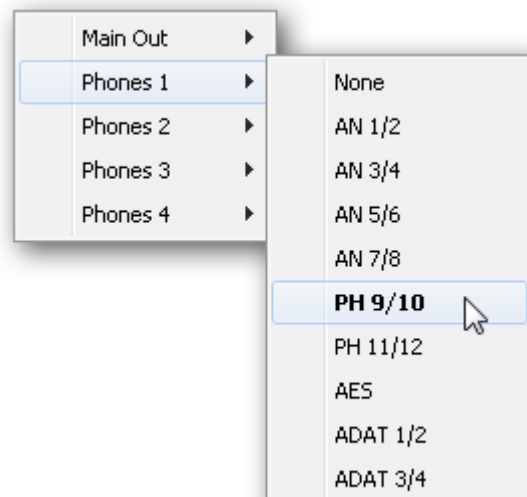 Main Out
Phones 1
Phones 2
Phones 3
Phones 4
None
AN 1/2
AN 3/4
AN 5/6
AN 7/8
PH 9/10
PH 11/12
AES
ADAT 1/2
ADAT 3/4